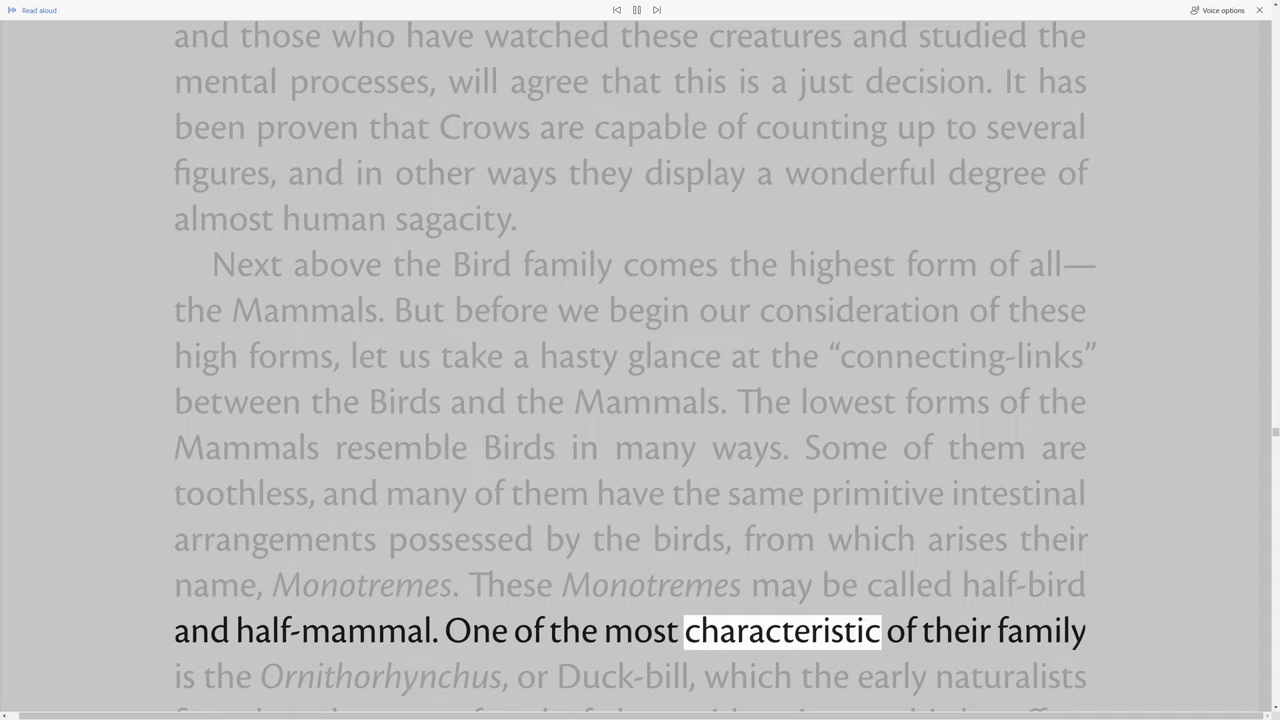 Read aloud
Voice options
and those who have watched these creatures and studied the
mental processes, will agree that this is a just decision. It has
been proven that Crows are capable of counting up to several
figures, and in other ways they display a wonderful degree of
almost human sagacity.
Next above the Bird family comes the highest form of all—
the Mammals. But before we begin our consideration of these
high forms, let us take a hasty glance at the “connecting-links”
between the Birds and the Mammals. The lowest forms of the
Mammals resemble Birds in many ways. Some of them are
toothless, and many of them have the same primitive intestinal
arrangements possessed by the birds, from which arises their
name, Monotremes. These Monotremes may be called half-bird
and half-mammal. One of the most characteristic of their family
is the Ornithorhynchus, or Duck-bill, which the early naturalists